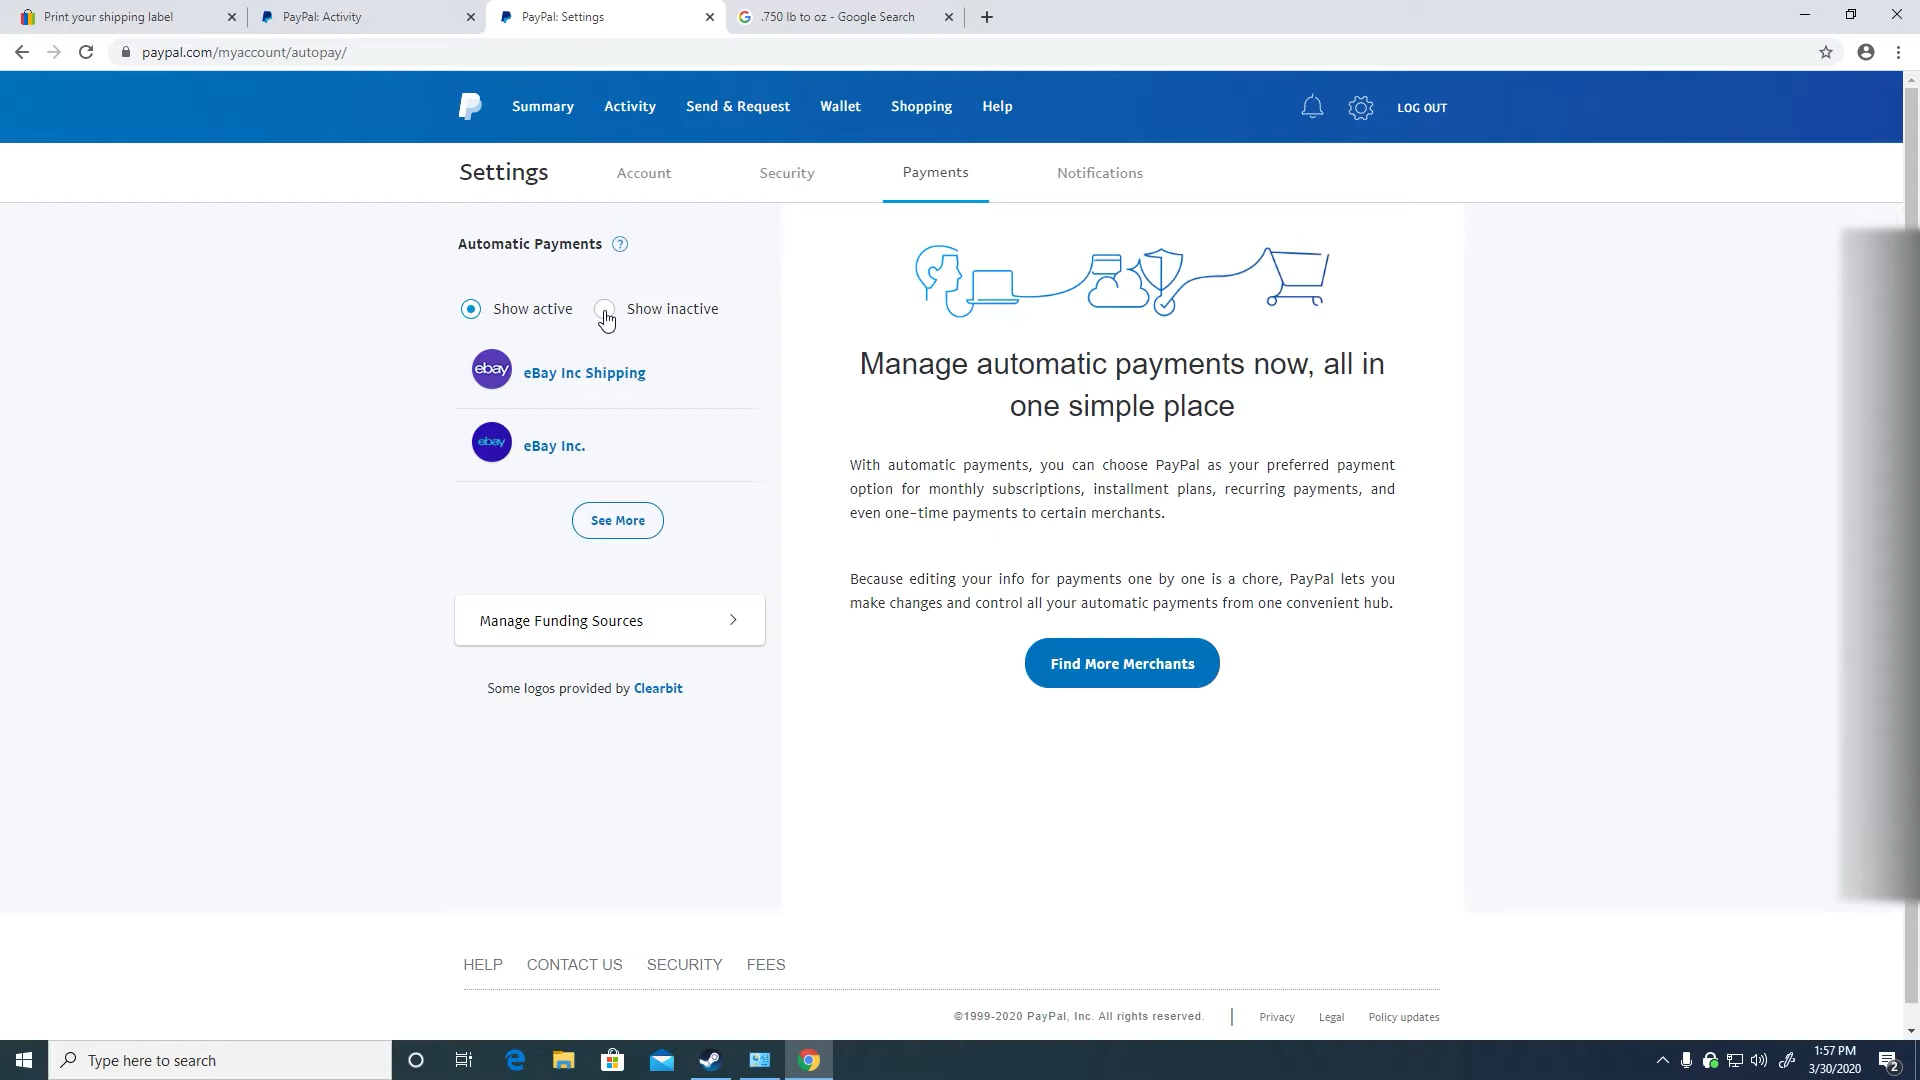 Print your shipping label
PayPal: Activity
PayPal: Settings
.750 lb to oz - Google Search
paypal.com/myaccount/autopay/
Summary Activity Send & Request Wallet Shopping Help LOG OUT
Settings Account Security Payments Notifications
Automatic Payments ?
Show active Show inactive
ebay eBay Inc Shipping
ebay eBay Inc.
See More
Manage Funding Sources
Some logos provided by Clearbit
Manage automatic payments now, all in
one simple place
With automatic payments, you can choose PayPal as your preferred payment
option for monthly subscriptions, installment plans, recurring payments, and
even one-time payments to certain merchants.
Because editing your info for payments one by one is a chore, PayPal lets you
make changes and control all your automatic payments from one convenient hub.
Find More Merchants
HELP CONTACT US SECURITY FEES
©1999-2020 PayPal, Inc. All rights reserved. | Privacy Legal Policy updates
Type here to search
1:57 PM
3/30/2020
2